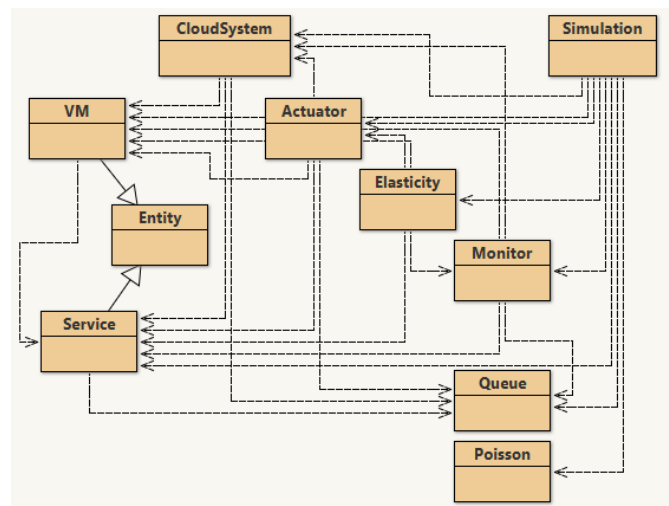 CloudSystem
Simulation
VM
Actuator
Elasticity
Entity
Monitor
Service
Queue
Poisson